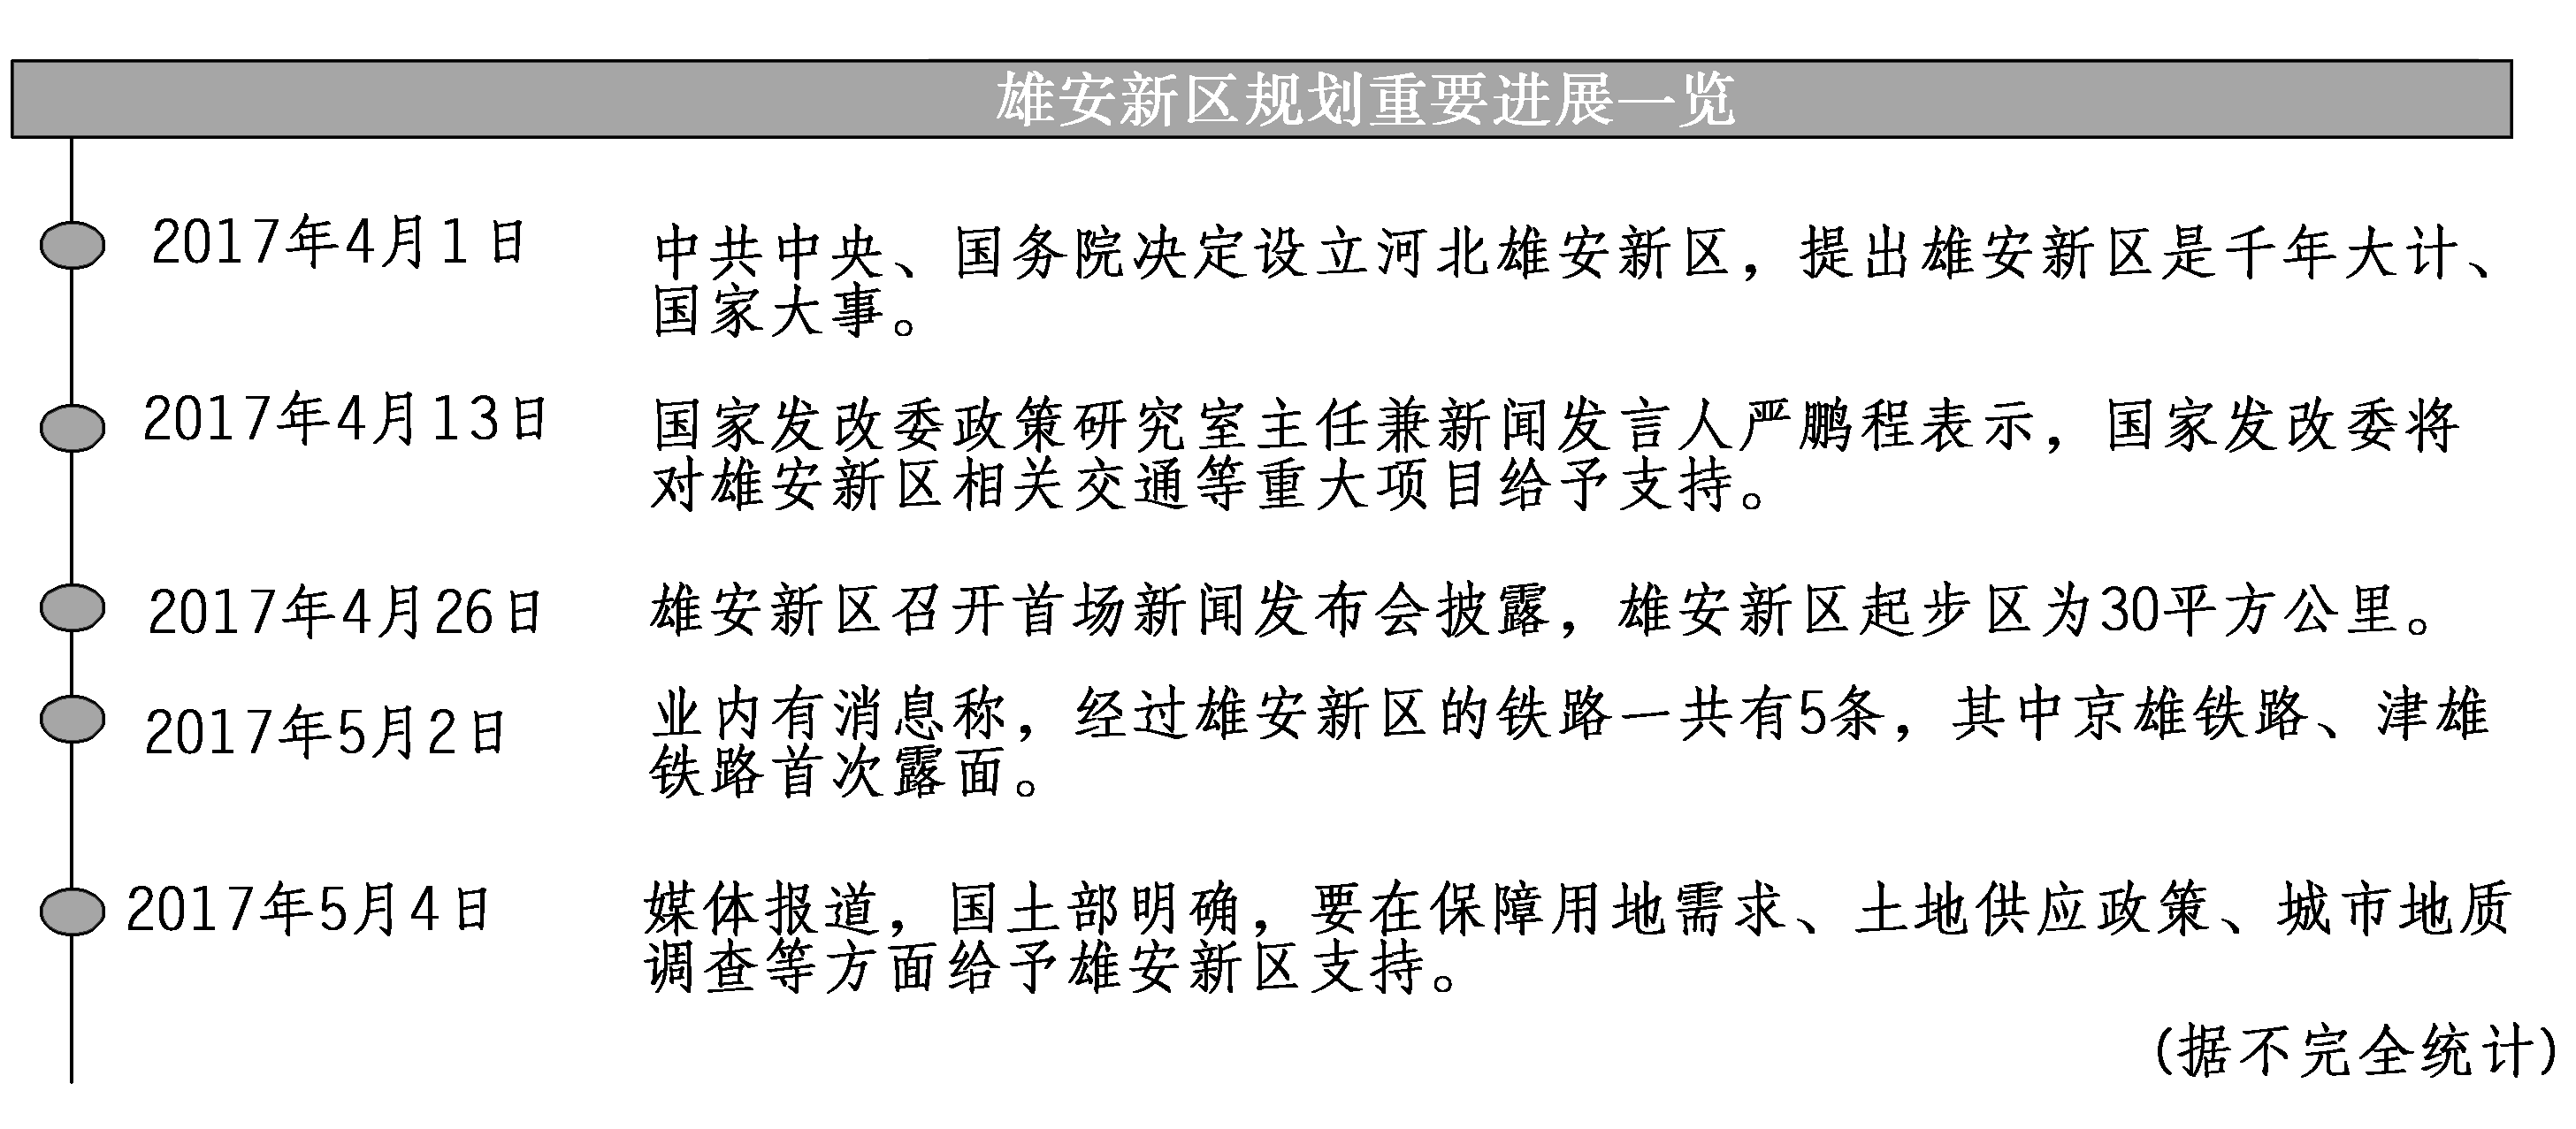 雄安新区规划重要进展一览
2017年4月1日
中共中央、国务院决定设立河北雄安新区，提出雄安新区是千年大计、
国家大事。
2017年4月13日
国家发改委政策研究室主任兼新闻发言人严鹏程表示，国家发改委将
对雄安新区相关交通等重大项目给予支持。
2017年4月26日
雄安新区召开首场新闻发布会披露，雄安新区起步区为30平方公里。
2017年5月2日
业内有消息称，经过雄安新区的铁路一共有5条，其中京雄铁路、津雄
铁路首次露面。
2017年5月4日
媒体报道，国土部明确，要在保障用地需求、土地供应政策、城市地质
调查等方面给予雄安新区支持。
(据不完全统计)